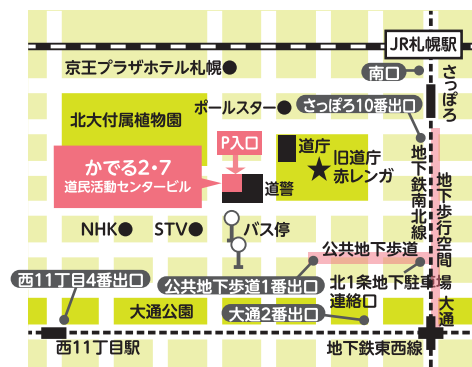 JR札幌駅
京王プラザホテル札幌
南口
さっぽろ
ポールスター
さっぽろ10番出口
北大付属植物園
P入口
道庁
旧道庁
赤レンガ
かでる2・7
道民活動センタービル
道警
地下鉄南北線
地下歩行空間
NHK
STV
バス停
公共地下歩道
西11丁目4番出口
公共地下歩道1番出口
北1条地下駐車場
連絡口
大通公園
大通2番出口
大通
西11丁目駅
地下鉄東西線